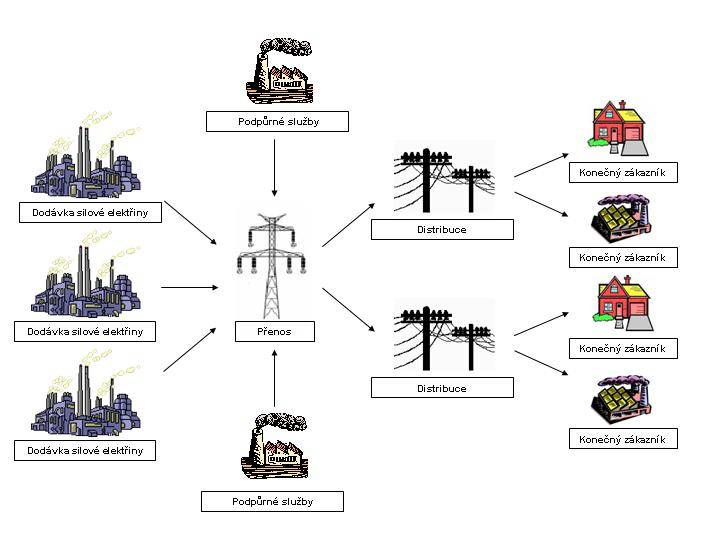 Podpůrné služby
Dodávka silové elektřiny
Dodávka silové elektřiny
Dodávka silové elektřiny
Přenos
Podpůrné služby
Distribuce
Distribuce
Konečný zákazník
Konečný zákazník
Konečný zákazník
Konečný zákazník